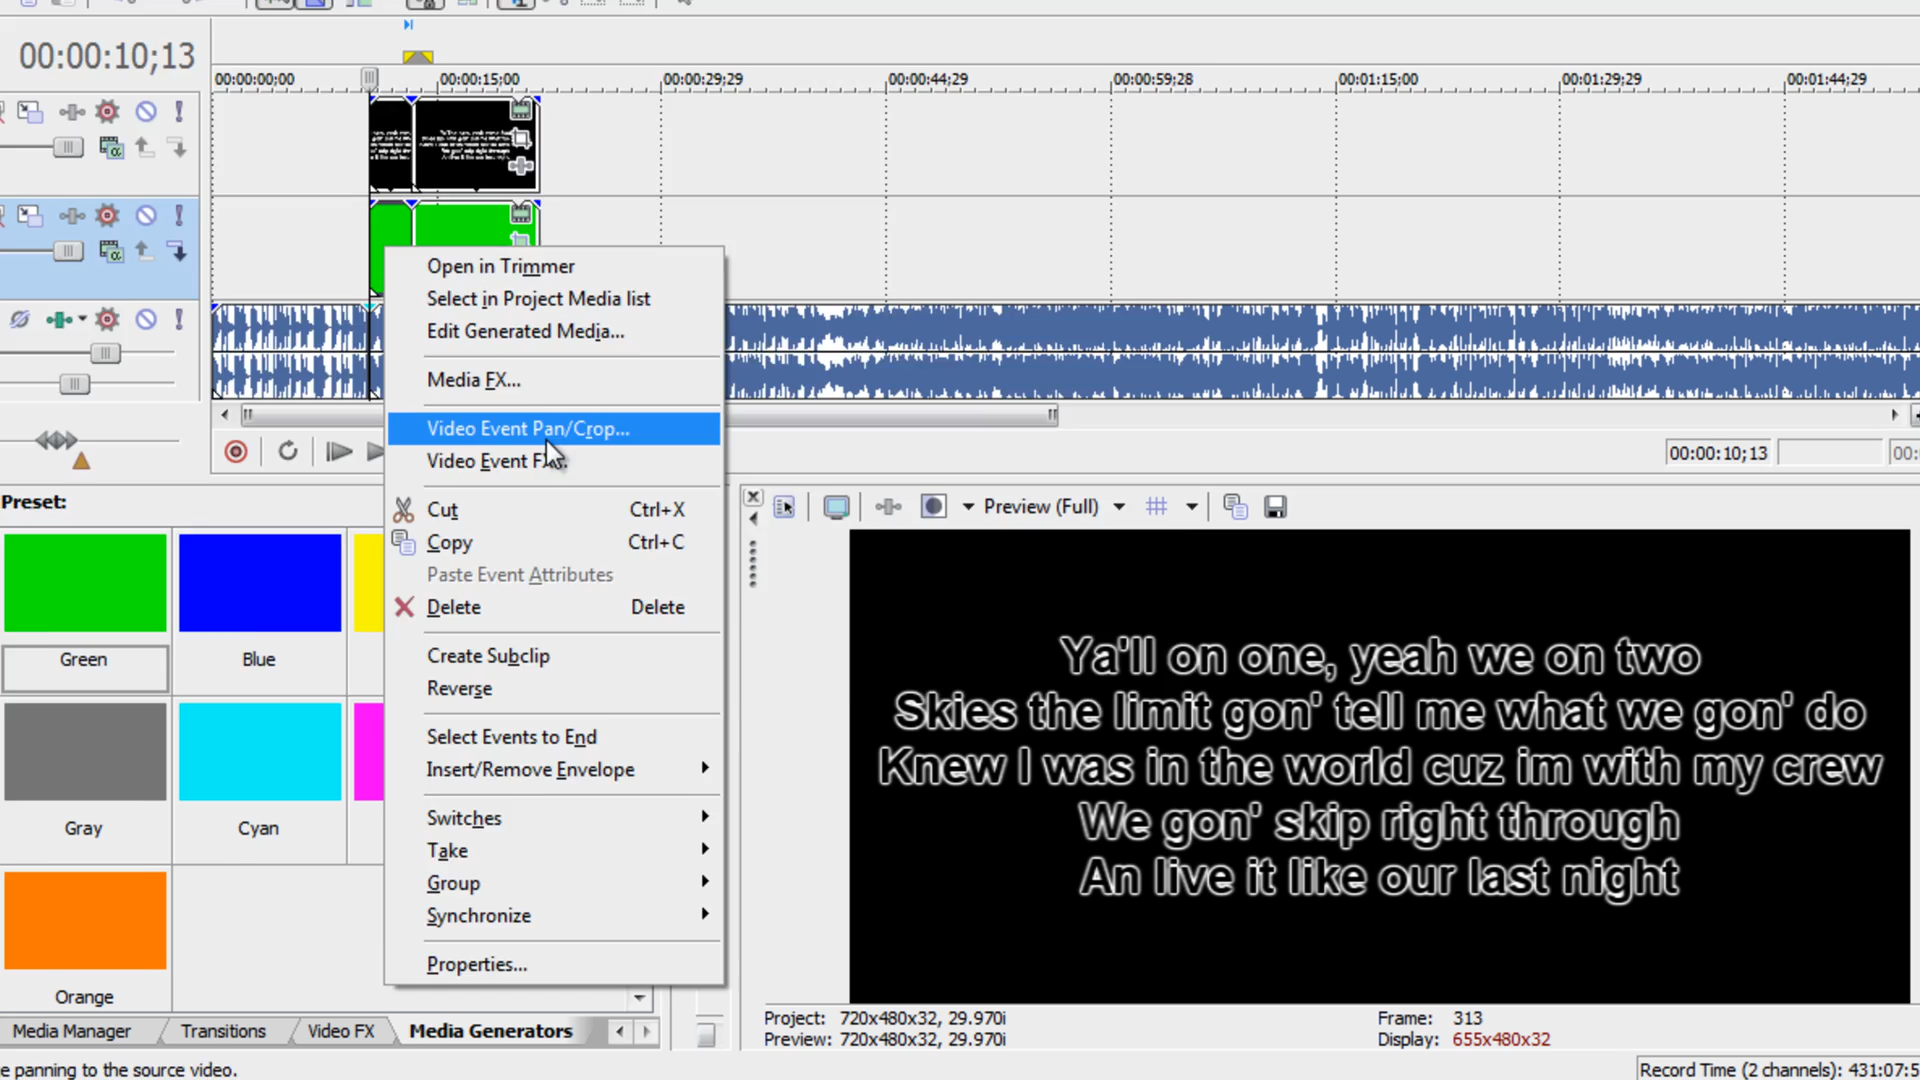 00:00:10;13
00:00:00;00
00:00:15;00
00:00:29;29
00:00:44;29
00:00:59;28
00:01:15;00
00:01:29;29
00:01:44;29
Open in Trimmer
Select in Project Media list
Edit Generated Media...
Media FX...
Video Event Pan/Crop...
Video Event F
Cut Ctrl+X
Copy Ctrl+C
Paste Event Attributes
Delete Delete
Create Subclip
Reverse
Select Events to End
Insert/Remove Envelope
Switches
Take
Group
Synchronize
Properties...
00:00:10;13
00:
Preset:
Green
Blue
Gray
Cyan
Orange
Media Manager
Transitions
Video FX
Media Generators
Preview (Full)
Ya'll on one, yeah we on two
Skies the limit gon' tell me what we gon' do
Knew I was in the world cuz im with my crew
We gon' skip right through
An live it like our last night
Project: 720x480x32, 29.970i
Preview: 720x480x32, 29.970i
Frame: 313
Display: 655x480x32
e panning to the source video.
Record Time (2 channels): 431:07:5